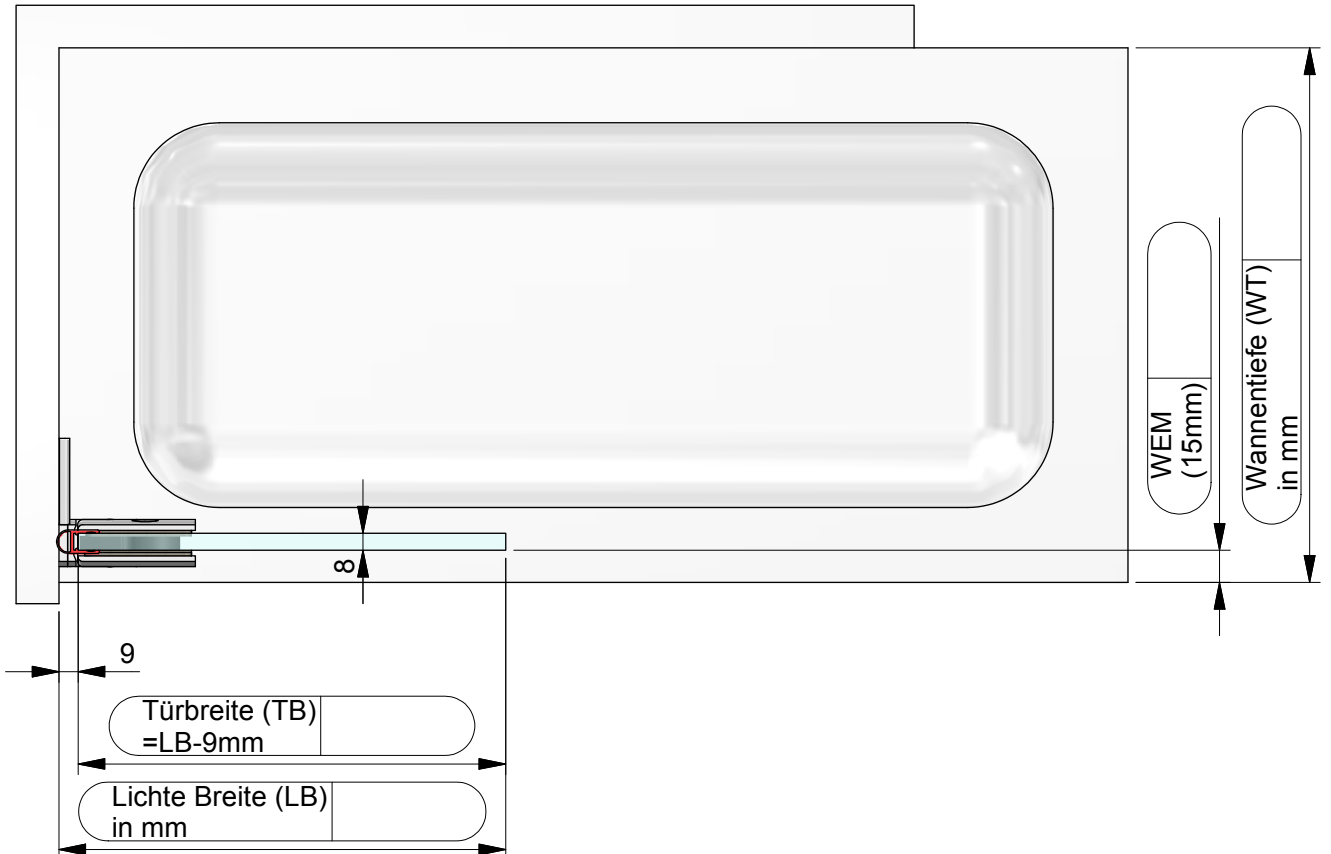 WEM
(15mm)
Wannentiefe (WT)
in mm
8
9
Türbreite (TB)
=LB-9mm
Lichte Breite (LB)
in mm